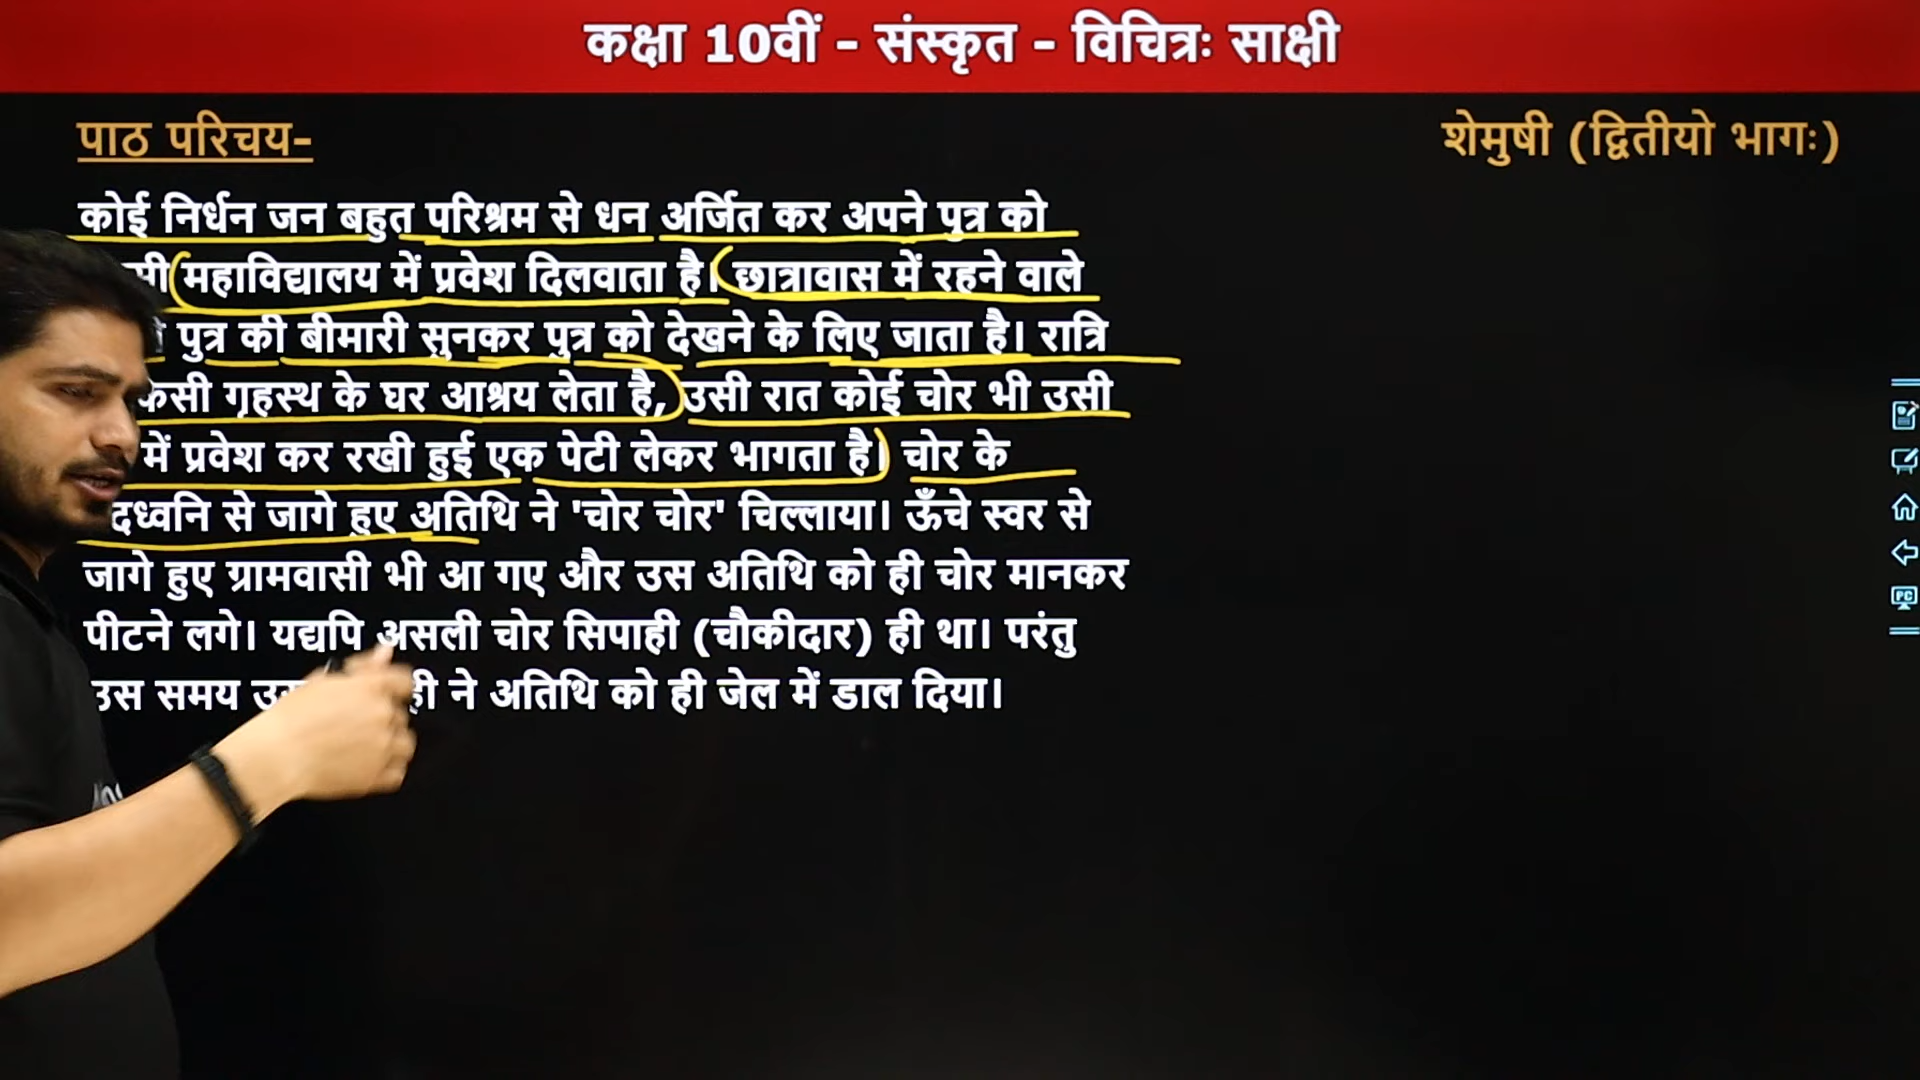 कक्षा 10वीं - संस्कृत - विचित्रः साक्षी
पाठ परिचय-
शेमुषी (द्वितीयो भागः)
कोई निर्धन जन बहुत परिश्रम से धन अर्जित कर अपने पुत्र को
महाविद्यालय में प्रवेश दिलवाता है। छात्रावास में रहने वाले
पुत्र की बीमारी सुनकर पुत्र को देखने के लिए जाता है। रात्रि
गृहस्थ के घर आश्रय लेता है, उसी रात कोई चोर भी उसी
में प्रवेश कर रखी हुई एक पेटी लेकर भागता है। चोर के
से जागे हुए अतिथि ने 'चोर चोर' चिल्लाया। ऊँचे स्वर से
जागे हुए ग्रामवासी भी आ गए और उस अतिथि को ही चोर मानकर
पीटने लगे। यद्यपि असली चोर सिपाही (चौकीदार) ही था। परंतु
उस समय ने अतिथि को ही जेल में डाल दिया।
PC